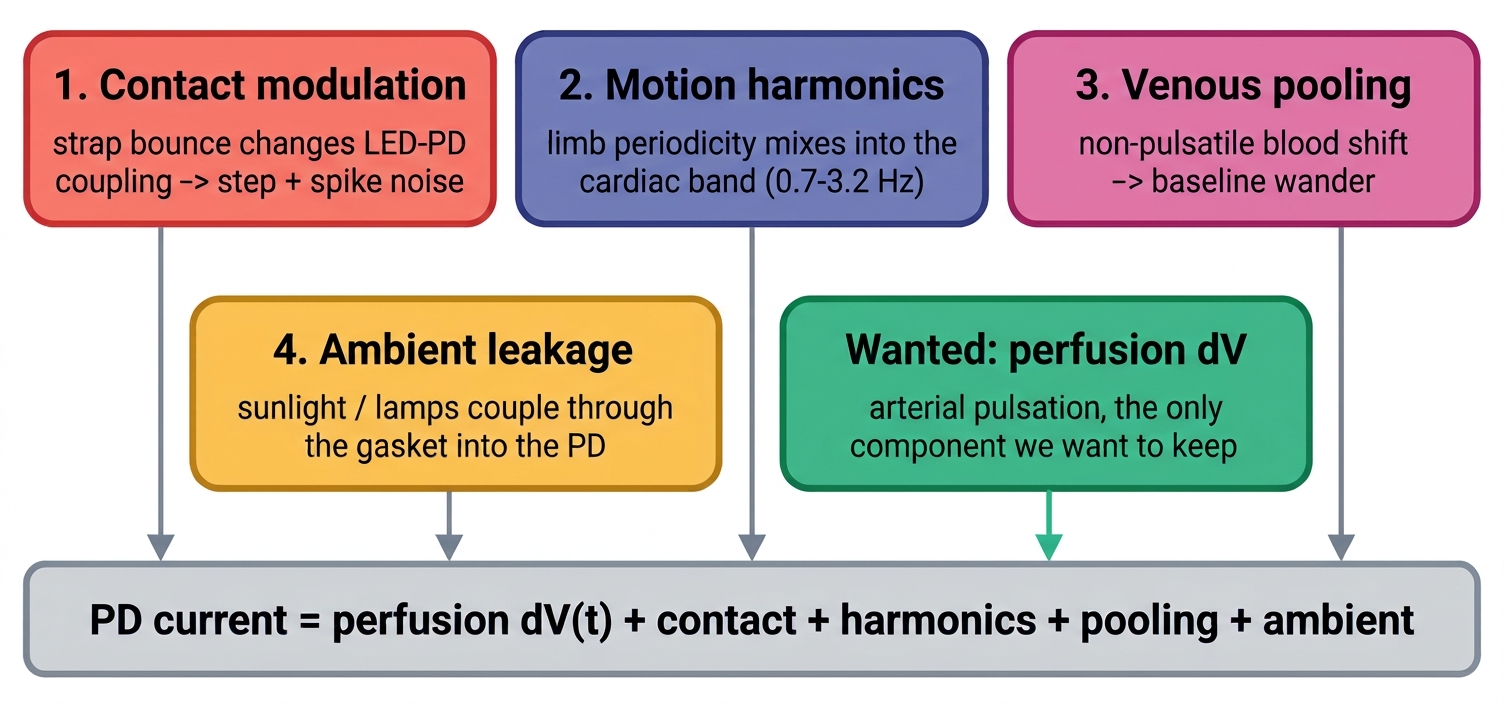 1. Contact modulation
strap bounce changes LED-PD
coupling -> step + spike noise
2. Motion harmonics
limb periodicity mixes into the
cardiac band (0.7-3.2 Hz)
3. Venous pooling
non-pulsatile blood shift
-> baseline wander
4. Ambient leakage
sunlight / lamps couple through
the gasket into the PD
Wanted: perfusion dV
arterial pulsation, the only
component we want to keep
PD current = perfusion dV(t) + contact + harmonics + pooling + ambient